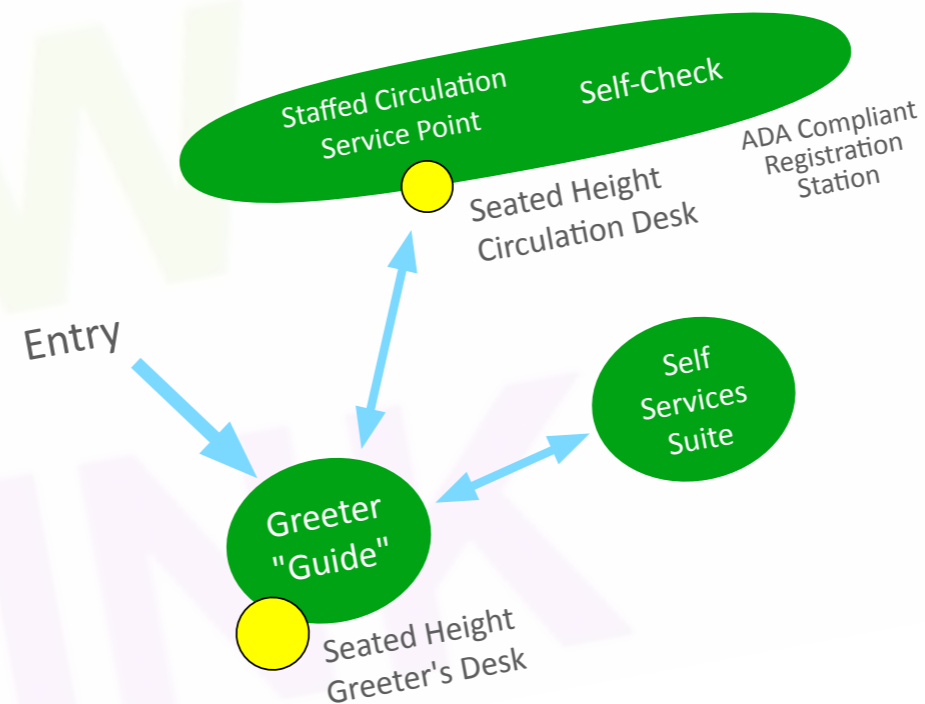 Staffed Circulation
Service Point
Self-Check
ADA Compliant
Registration
Station
Seated Height
Circulation Desk
Entry
Self
Services
Suite
Greeter
"Guide"
Seated Height
Greeter's Desk
W
INK